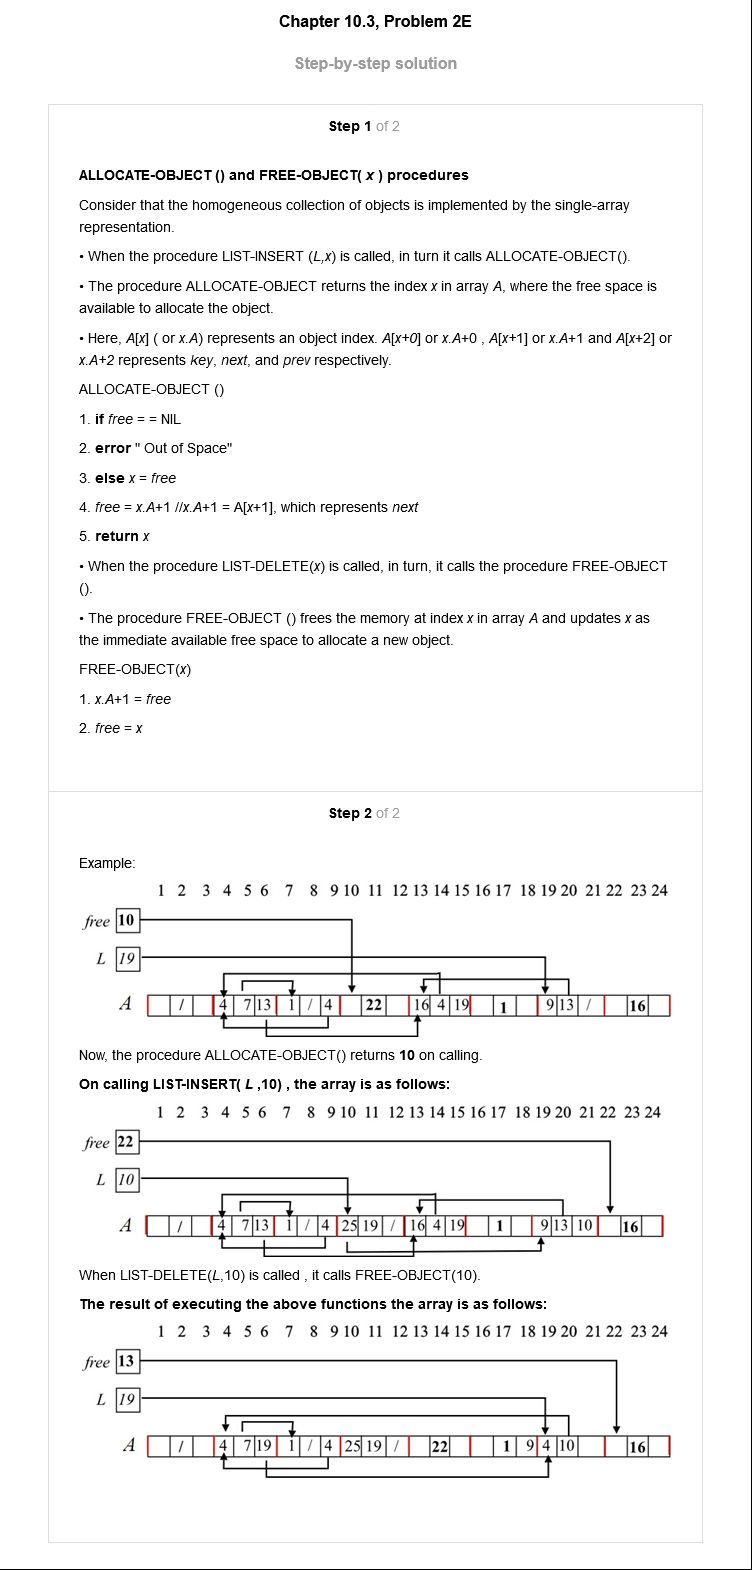 Chapter 10.3, Problem 2E
Step-by-step solution
Step 1 of 2
ALLOCATE-OBJECT () and FREE-OBJECT( x ) procedures
Consider that the homogeneous collection of objects is implemented by the single-array
representation.
• When the procedure LIST-INSERT (L,x) is called, in turn it calls ALLOCATE-OBJECT().
• The procedure ALLOCATE-OBJECT returns the index x in array A, where the free space is
available to allocate the object.
• Here, A[x] ( or x.A) represents an object index. A[x+0] or x.A+0 , A[x+1] or x.A+1 and A[x+2] or
x.A+2 represents key, next, and prev respectively.
ALLOCATE-OBJECT ()
1. if free = = NIL
2. error " Out of Space"
3. else x = free
4. free = x.A+1 //x.A+1 = A[x+1], which represents next
5. return x
• When the procedure LIST-DELETE(x) is called, in turn, it calls the procedure FREE-OBJECT
().
• The procedure FREE-OBJECT () frees the memory at index x in array A and updates x as
the immediate available free space to allocate a new object.
FREE-OBJECT(x)
1. x.A+1 = free
2. free = x
Step 2 of 2
Example:
1 2 3 4 5 6 7 8 9 10 11 12 13 14 15 16 17 18 19 20 21 22 23 24
free 10
L 19
A / 4 7 13 1 / 4 22 16 4 19 1 9 13 / 16
Now, the procedure ALLOCATE-OBJECT() returns 10 on calling.
On calling LIST-INSERT( L ,10) , the array is as follows:
1 2 3 4 5 6 7 8 9 10 11 12 13 14 15 16 17 18 19 20 21 22 23 24
free 22
L 10
A / 4 7 13 1 / 4 25 19 / 16 4 19 1 9 13 10 16
When LIST-DELETE(L,10) is called , it calls FREE-OBJECT(10).
The result of executing the above functions the array is as follows:
1 2 3 4 5 6 7 8 9 10 11 12 13 14 15 16 17 18 19 20 21 22 23 24
free 13
L 19
A / 4 7 19 1 / 4 25 19 / 22 1 9 4 10 16